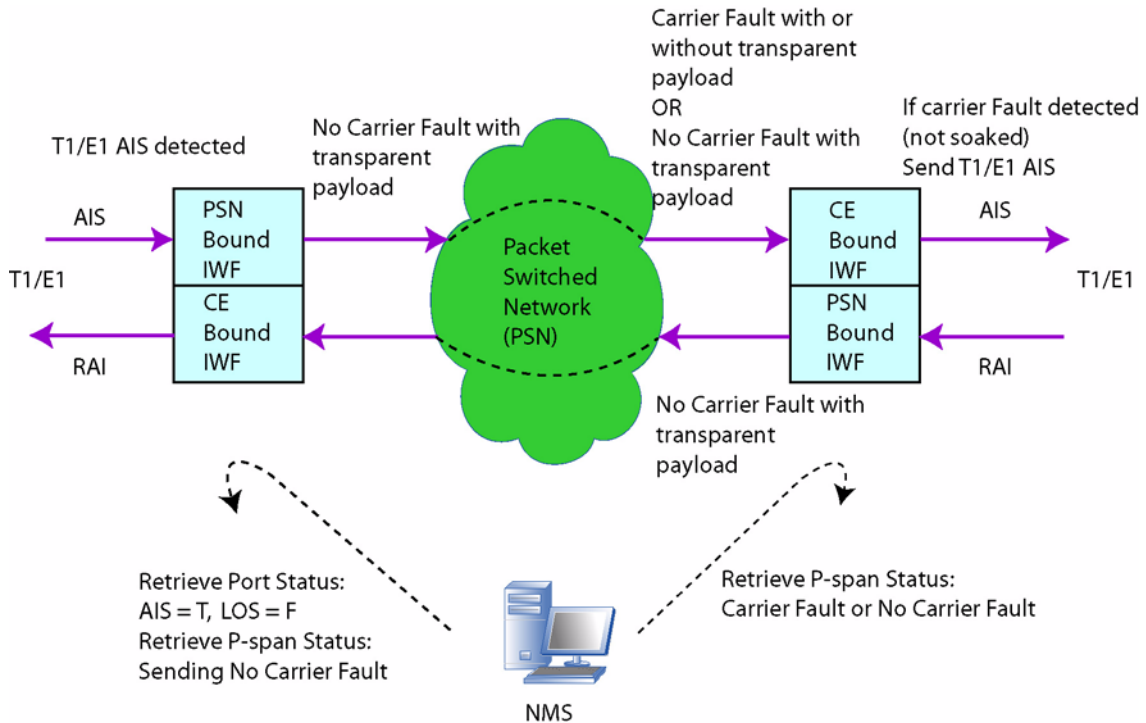 Carrier Fault with or
without transparent
payload
OR
No Carrier Fault with
transparent
payload
If carrier Fault detected
(not soaked)
Send T1/E1 AIS
No Carrier Fault with
transparent
payload
T1/E1 AIS detected
AIS
PSN
Bound
IWF
CE
Bound
IWF
AIS
T1/E1
Packet
Switched
Network
(PSN)
T1/E1
CE
Bound
IWF
PSN
Bound
IWF
RAI
RAI
No Carrier Fault with
transparent
payload
Retrieve Port Status:
AIS = T, LOS = F
Retrieve P-span Status:
Sending No Carrier Fault
Retrieve P-span Status:
Carrier Fault or No Carrier Fault
NMS